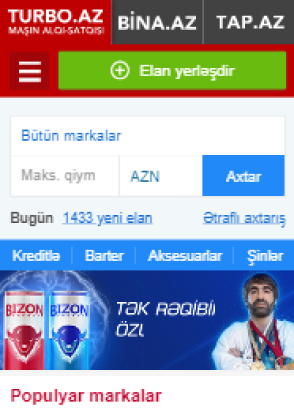 TURBO.AZ BİNA.AZ TAP.AZ
MAŞIN ALQI-SATQISI
Elan yerləşdir
Bütün markalar
Maks. qiym AZN Axtar
Bugün 1433 yeni elan Ətraflı axtarış
Kreditlə Barter Aksesuarlar Şinlər
BIZON BIZON
TƏK RƏQİBİ
ÖZÜ
Populyar markalar